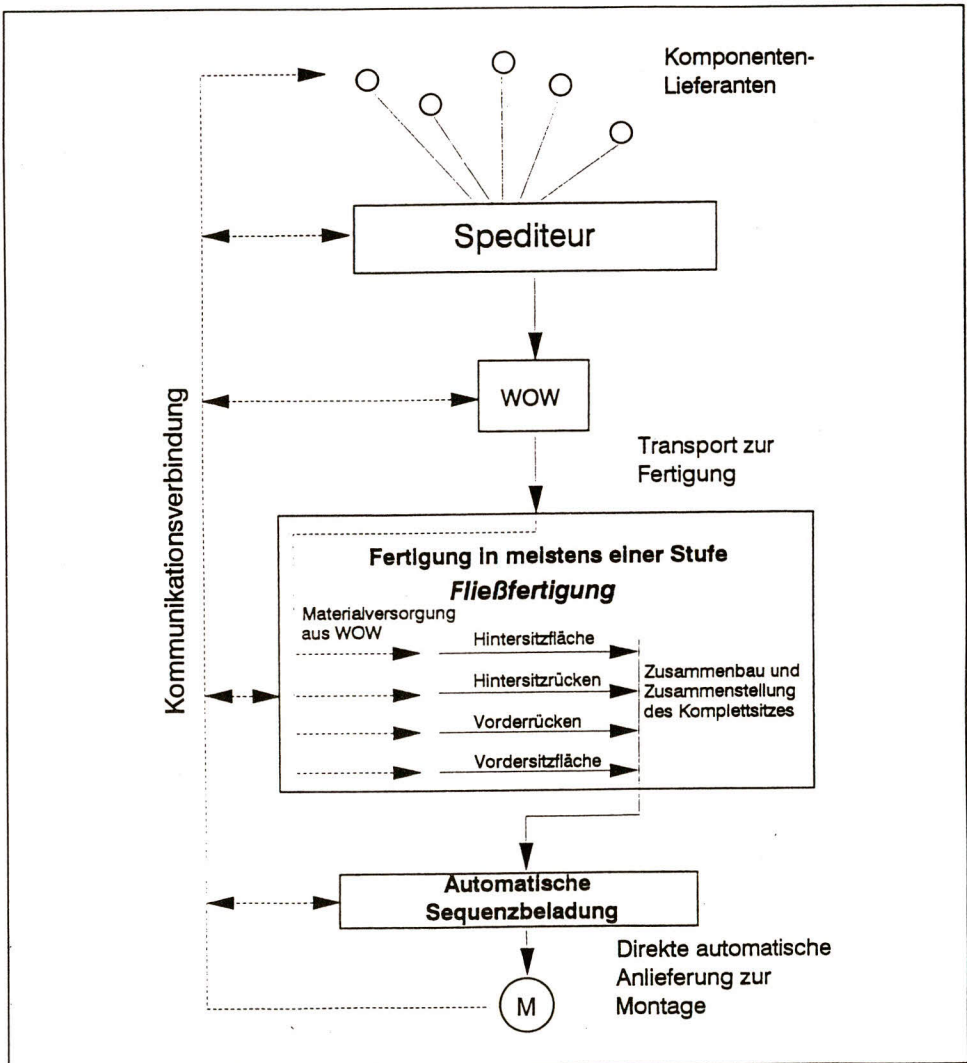 Komponenten-
Lieferanten
Spediteur
WOW
Kommunikationsverbindung
Transport zur
Fertigung
Fertigung in meistens einer Stufe
Fließfertigung
Materialversorgung
aus WOW
Hintersitzfläche
Hintersitzrücken
Vorderrücken
Vordersitzfläche
Zusammenbau und
Zusammenstellung
des Komplettsitzes
Automatische
Sequenzbeladung
Direkte automatische
Anlieferung zur
Montage
M